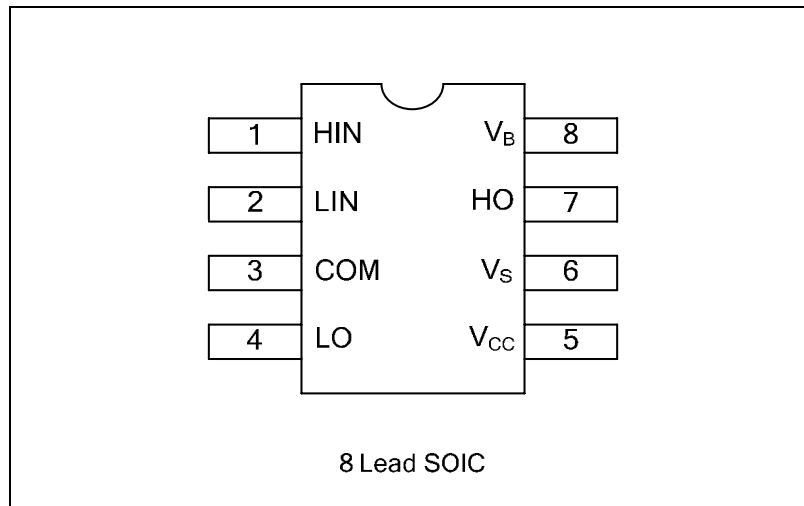 1 HIN V_B 8
2 LIN HO 7
3 COM V_S 6
4 LO V_CC 5
8 Lead SOIC